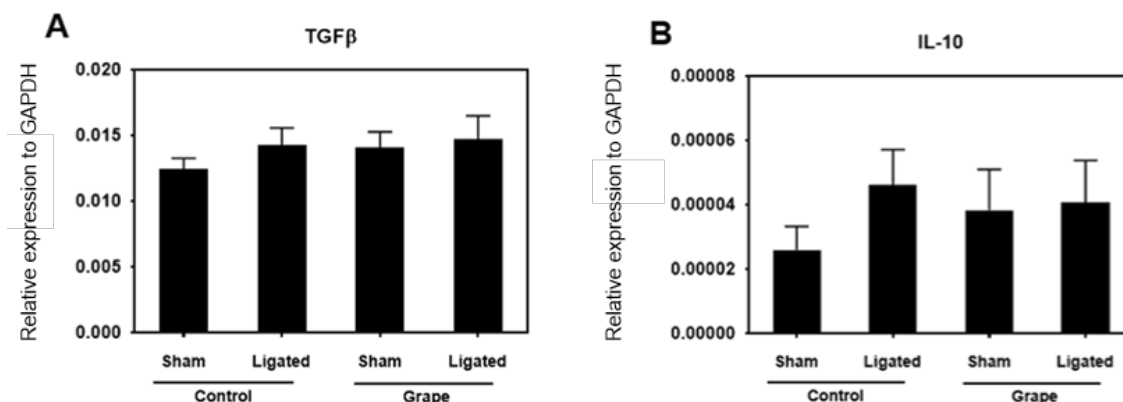 A
TGFβ
Relative expression to GAPDH
0.020
0.015
0.010
0.005
0.000
Sham Ligated Sham Ligated
Control Grape
B
IL-10
Relative expression to GAPDH
0.00008
0.00006
0.00004
0.00002
0.00000
Sham Ligated Sham Ligated
Control Grape